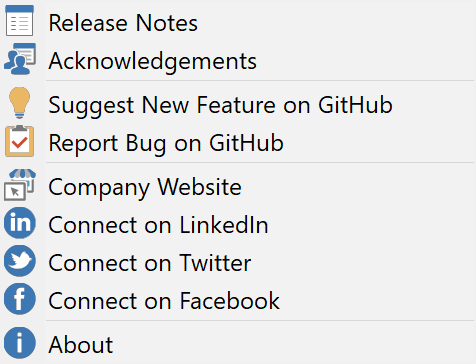 Release Notes
Acknowledgements
Suggest New Feature on GitHub
Report Bug on GitHub
Company Website
Connect on LinkedIn
Connect on Twitter
Connect on Facebook
About